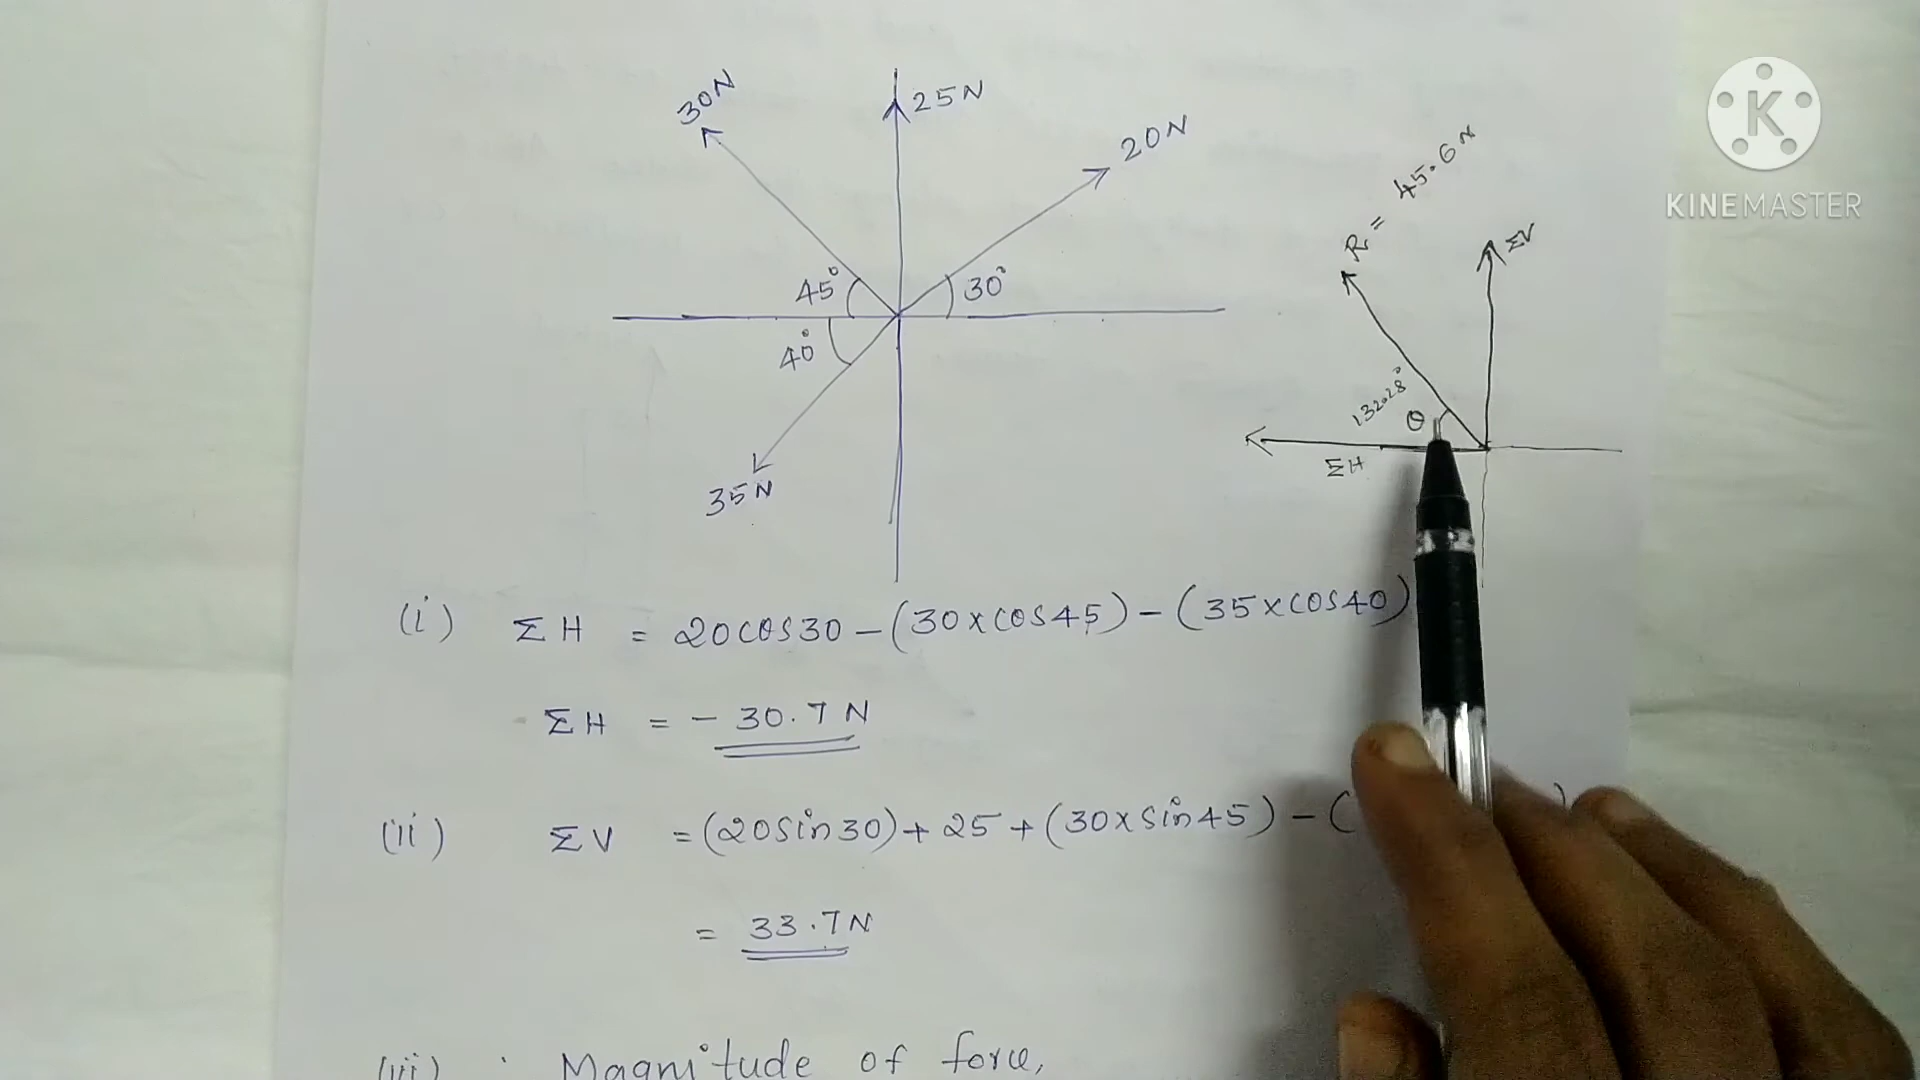 30N
25N
20N
45°
30°
40°
35N
K
KINEMASTER
R = 45.6 N
ΣV
132.28°
θ
ΣH
(i) ΣH = 20cos30 - (30×cos45) - (35×cos40)
ΣH = - 30.7 N
(ii) ΣV = (20sin30) + 25 + (30×sin45) - (
= 33.7N
(iii) Magnitude of force,